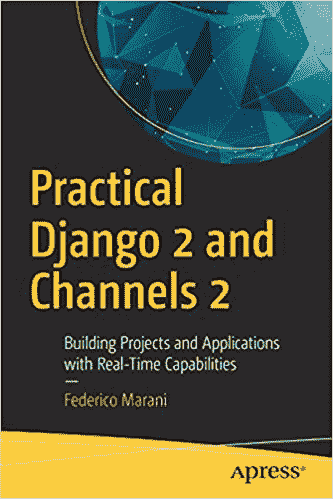 Practical
Django 2 and
Channels 2
Building Projects and Applications
with Real-Time Capabilities
—
Federico Marani
Apress®